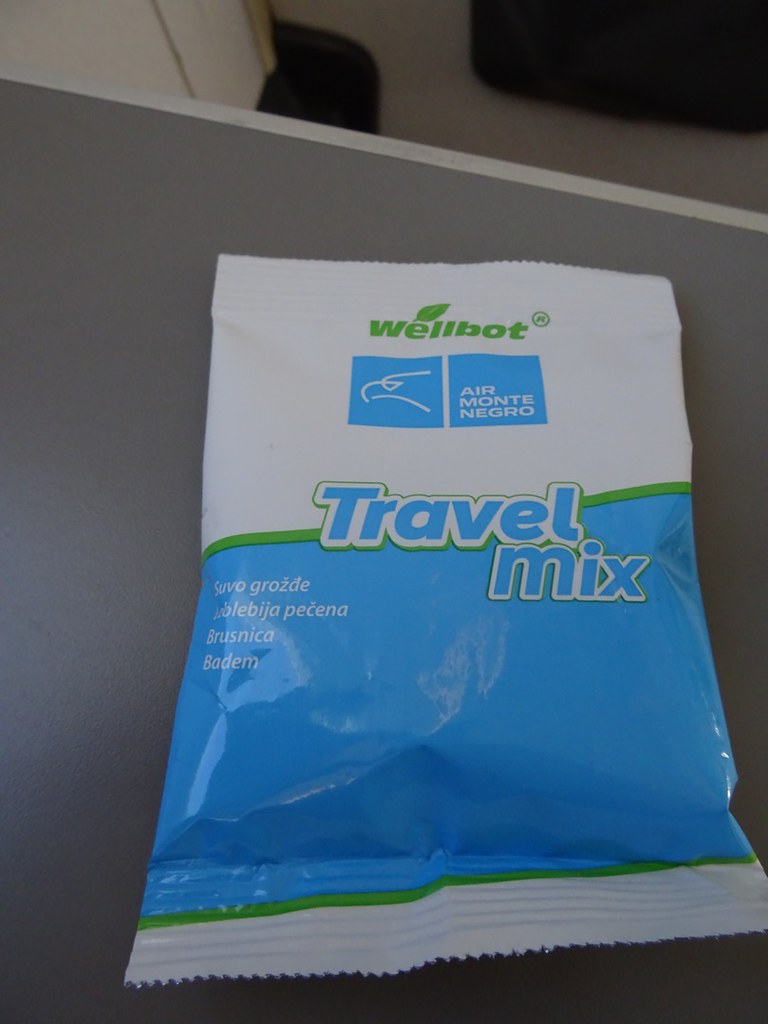 wellbot®
AIR
MONTE
NEGRO
Travel
mix
Suvo grožđe
pečena
Brusnica
Badem